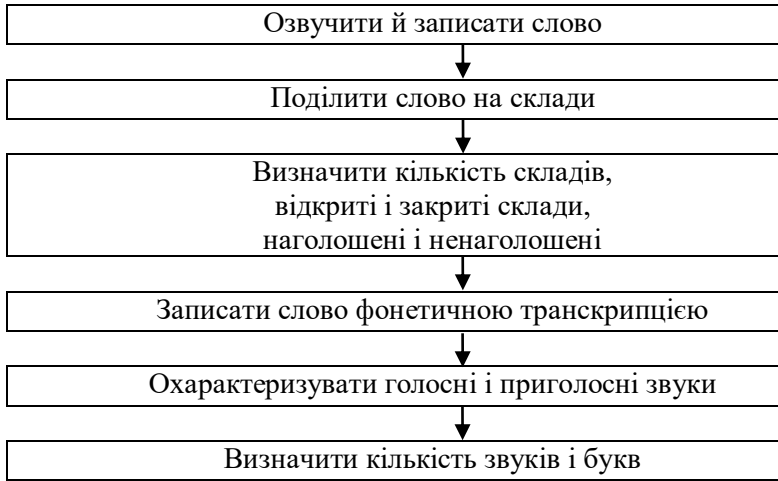 Озвучити й записати слово
Поділити слово на склади
Визначити кількість складів,
відкриті і закриті склади,
наголошені і ненаголошені
Записати слово фонетичною транскрипцією
Охарактеризувати голосні і приголосні звуки
Визначити кількість звуків і букв